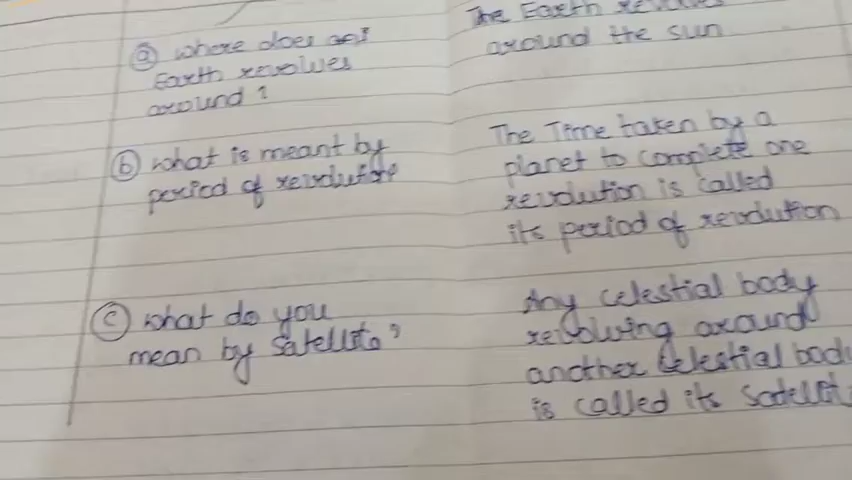 ⓐ where does our
Earth revolves
around ?
The Earth revolves
around the sun
ⓑ what is meant by
period of revolution
The Time taken by a
planet to complete one
revolution is called
its period of revolution
ⓒ what do you
mean by satellite?
Any celestial body
revolving around
another celestial body
is called its satellite